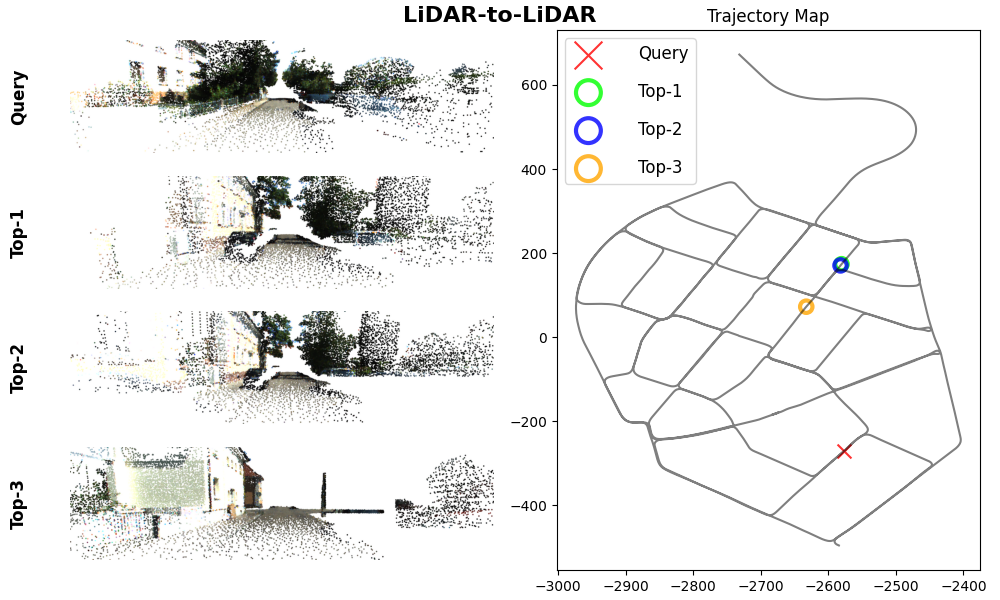 LiDAR-to-LiDAR
Query
Top-1
Top-2
Top-3
Trajectory Map
Query
Top-1
Top-2
Top-3
600
400
200
0
−200
−400
−3000 −2900 −2800 −2700 −2600 −2500 −2400